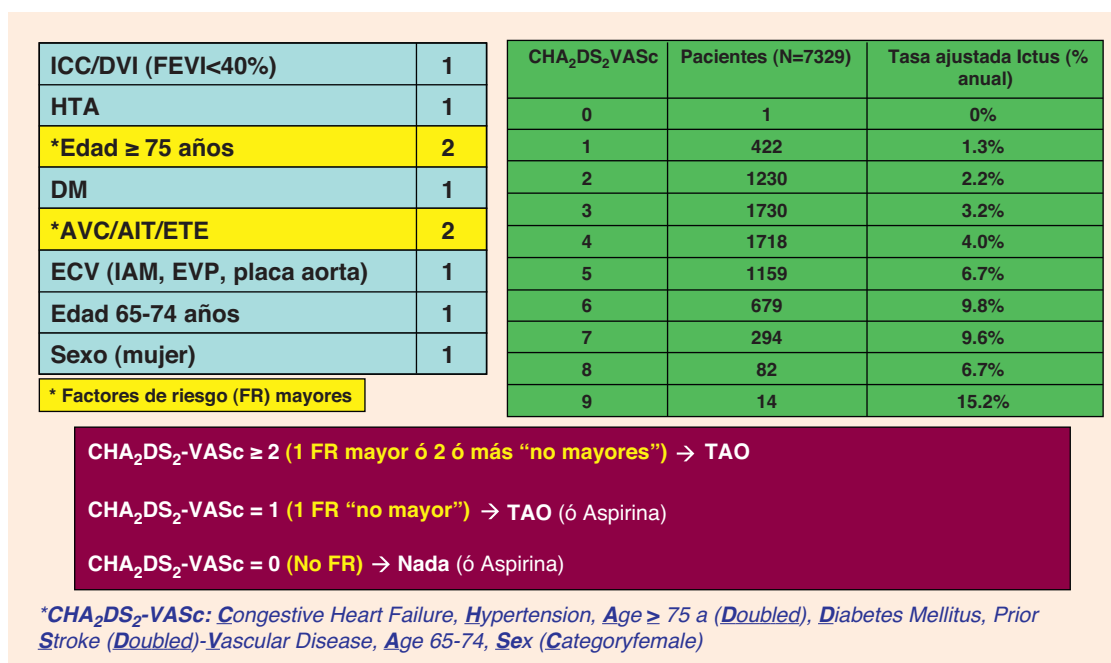 ICC/DVI (FEVI<40%) 1
HTA 1
*Edad ≥ 75 años 2
DM 1
*AVC/AIT/ETE 2
ECV (IAM, EVP, placa aorta) 1
Edad 65-74 años 1
Sexo (mujer) 1
* Factores de riesgo (FR) mayores
CHA2DS2VASc Pacientes (N=7329) Tasa ajustada Ictus (%
anual)
0 1 0%
1 422 1.3%
2 1230 2.2%
3 1730 3.2%
4 1718 4.0%
5 1159 6.7%
6 679 9.8%
7 294 9.6%
8 82 6.7%
9 14 15.2%
CHA2DS2-VASc ≥ 2 (1 FR mayor ó 2 ó más “no mayores”) → TAO
CHA2DS2-VASc = 1 (1 FR “no mayor”) → TAO (ó Aspirina)
CHA2DS2-VASc = 0 (No FR) → Nada (ó Aspirina)
*CHA2DS2-VASc: Congestive Heart Failure, Hypertension, Age ≥ 75 a (Doubled), Diabetes Mellitus, Prior
Stroke (Doubled)-Vascular Disease, Age 65-74, Sex (Categoryfemale)